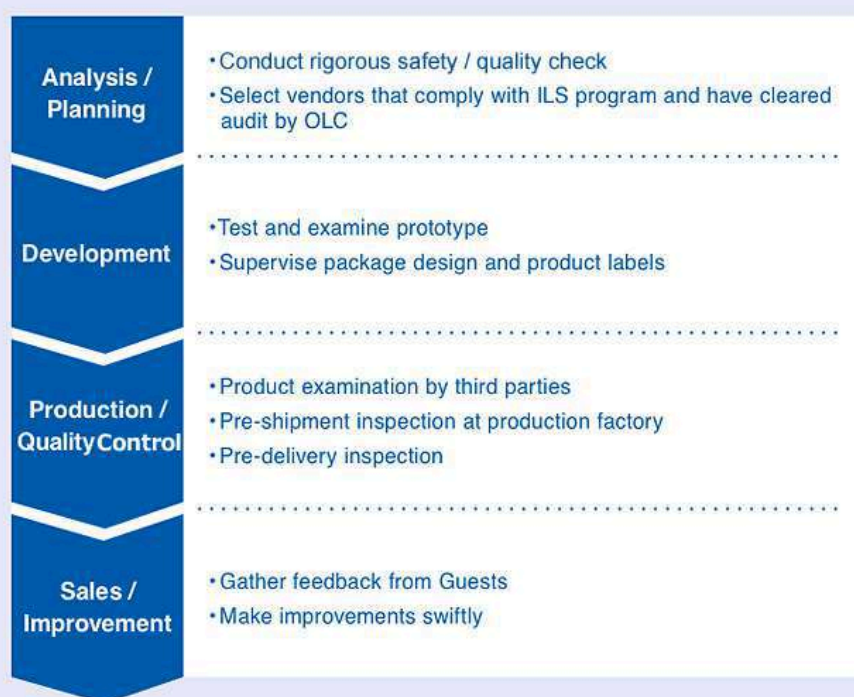 Analysis /
Planning
•Conduct rigorous safety / quality check
•Select vendors that comply with ILS program and have cleared
audit by OLC
Development
•Test and examine prototype
•Supervise package design and product labels
Production /
QualityControl
•Product examination by third parties
•Pre-shipment inspection at production factory
•Pre-delivery inspection
Sales /
Improvement
•Gather feedback from Guests
•Make improvements swiftly